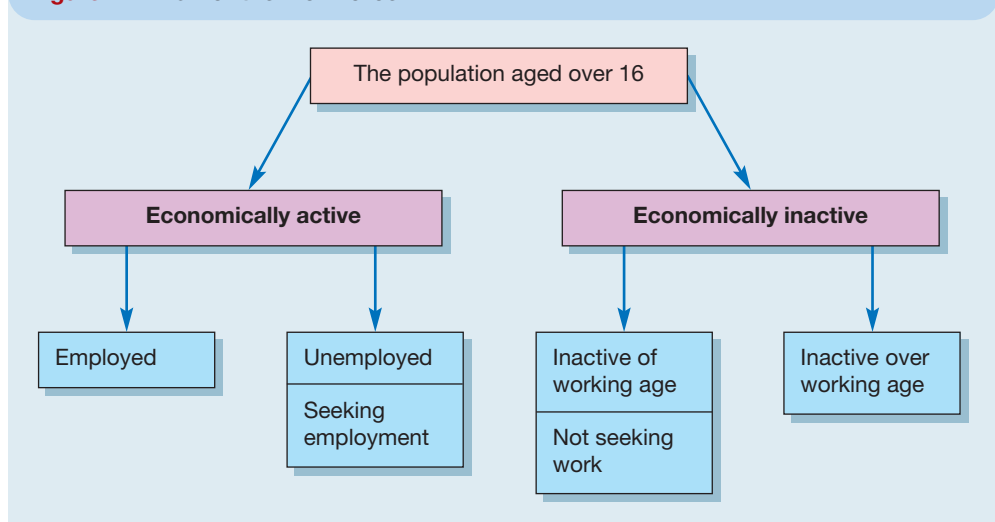 The population aged over 16
Economically active
Economically inactive
Employed
Unemployed
Seeking
employment
Inactive of
working age
Not seeking
work
Inactive over
working age